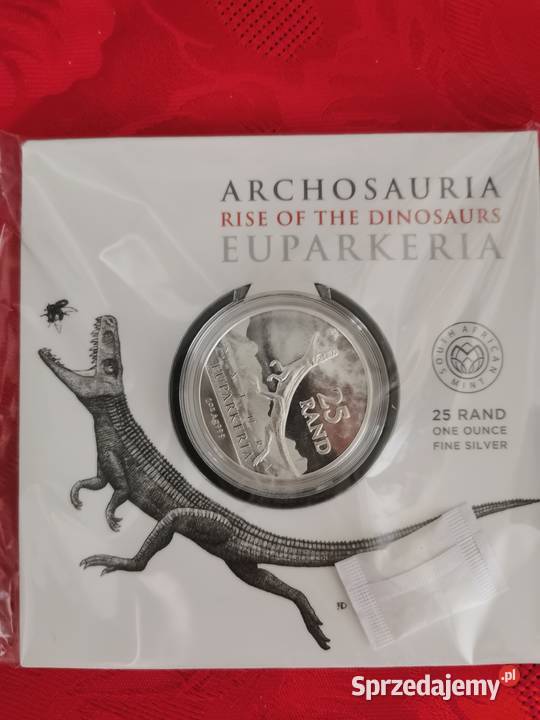 ARCHOSAURIA
RISE OF THE DINOSAURS
EUPARKERIA
SOUTH AFRICAN
MINT
25 RAND
ONE OUNCE
FINE SILVER
EUPARKERIA
25
RAND
Sprzedajemy.pl